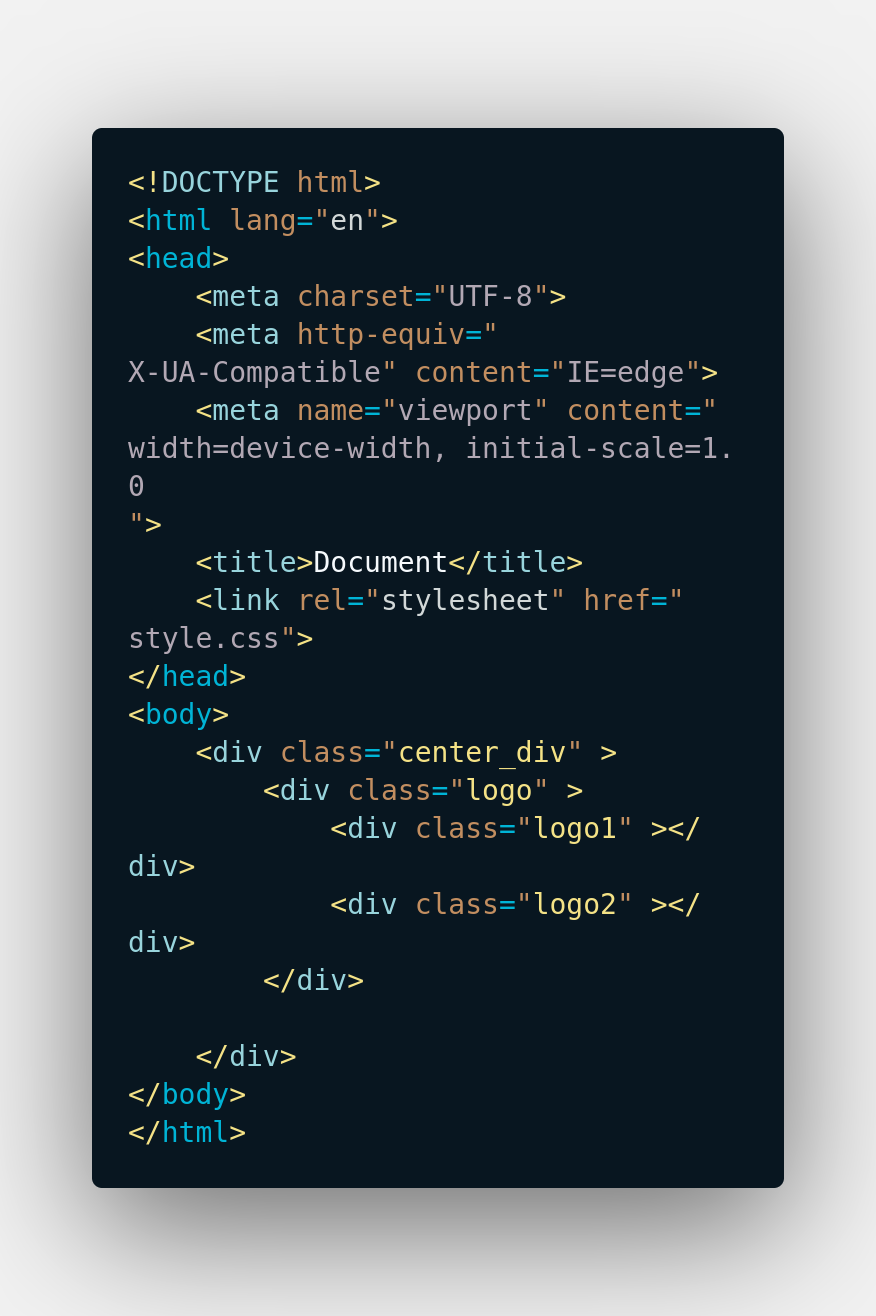 <!DOCTYPE html>
<html lang="en">
<head>
    <meta charset="UTF-8">
    <meta http-equiv="
X-UA-Compatible" content="IE=edge">
    <meta name="viewport" content="
width=device-width, initial-scale=1.
0
">
    <title>Document</title>
    <link rel="stylesheet" href="
style.css">
</head>
<body>
    <div class="center_div" >
        <div class="logo" >
            <div class="logo1" ></
div>
            <div class="logo2" ></
div>
        </div>

    </div>
</body>
</html>